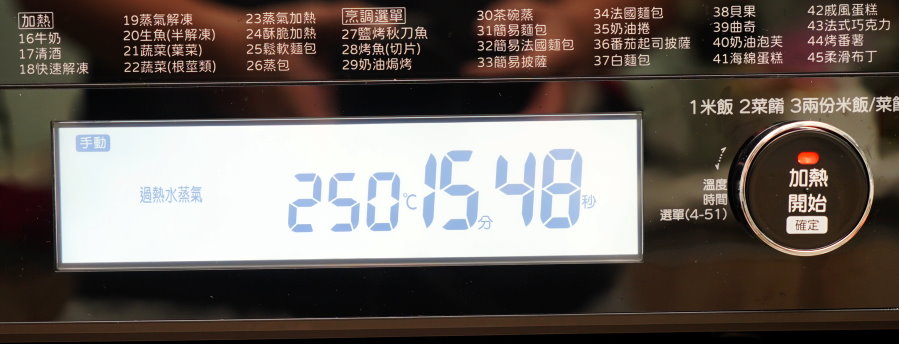 加熱
16牛奶
17清酒
18快速解凍
19蒸氣解凍
20生魚(半解凍)
21蔬菜(葉菜)
22蔬菜(根莖類)
23蒸氣加熱
24酥脆加熱
25鬆軟麵包
26蒸包
烹調選單
27鹽烤秋刀魚
28烤魚(切片)
29奶油焗烤
30茶碗蒸
31簡易麵包
32簡易法國麵包
33簡易披薩
34法國麵包
35奶油捲
36番茄起司披薩
37白麵包
38貝果
39曲奇
40奶油泡芙
41海綿蛋糕
42戚風蛋糕
43法式巧克力
44烤番薯
45柔滑布丁
1米飯 2菜餚 3兩份米飯/菜餚
手動
過熱水蒸氣
250℃ 15分 48秒
溫度
時間
選單(4-51)
加熱
開始
確定